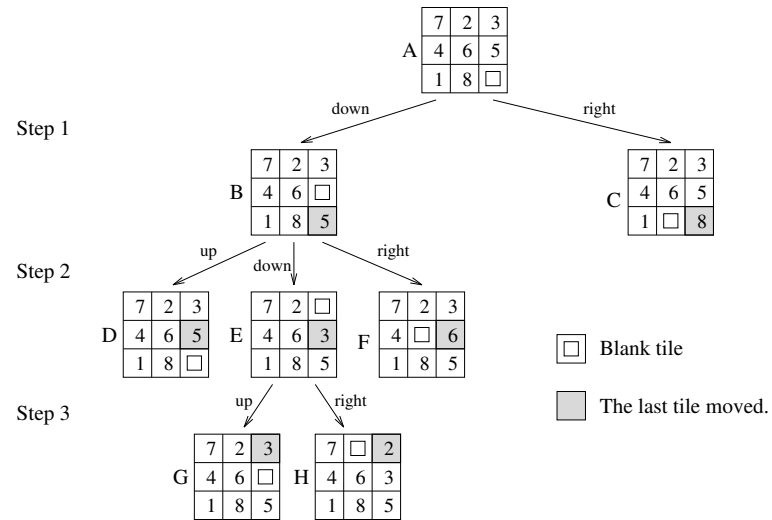 7 2 3
A 4 6 5
1 8
down right
Step 1
7 2 3 7 2 3
B 4 6 C 4 6 5
1 8 5 1 8
up down right
Step 2
7 2 3 7 2 7 2 3
D 4 6 5 E 4 6 3 F 4 6
1 8 1 8 5 1 8 5
Blank tile
up right
Step 3
The last tile moved.
7 2 3 7 2
G 4 6 H 4 6 3
1 8 5 1 8 5